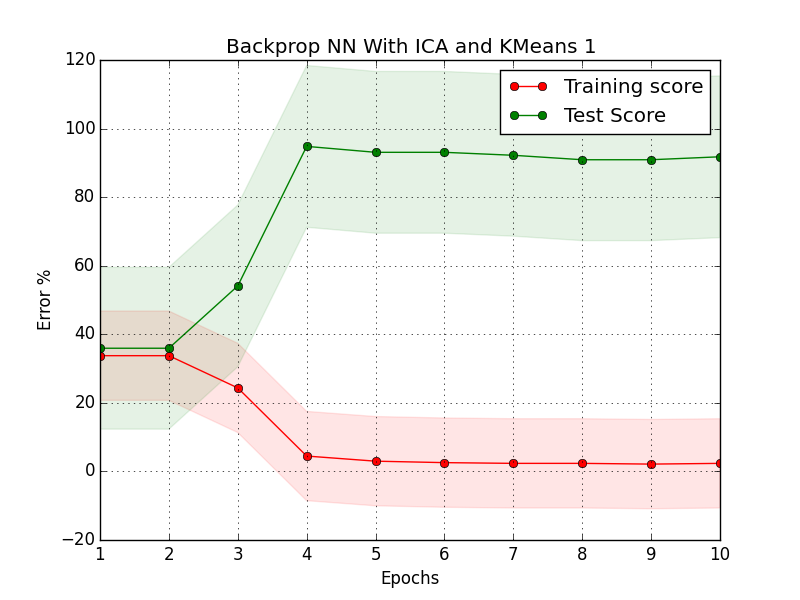 Backprop NN With ICA and KMeans 1
Training score
Test Score
120
100
80
60
40
20
0
−20
Error %
1 2 3 4 5 6 7 8 9 10
Epochs